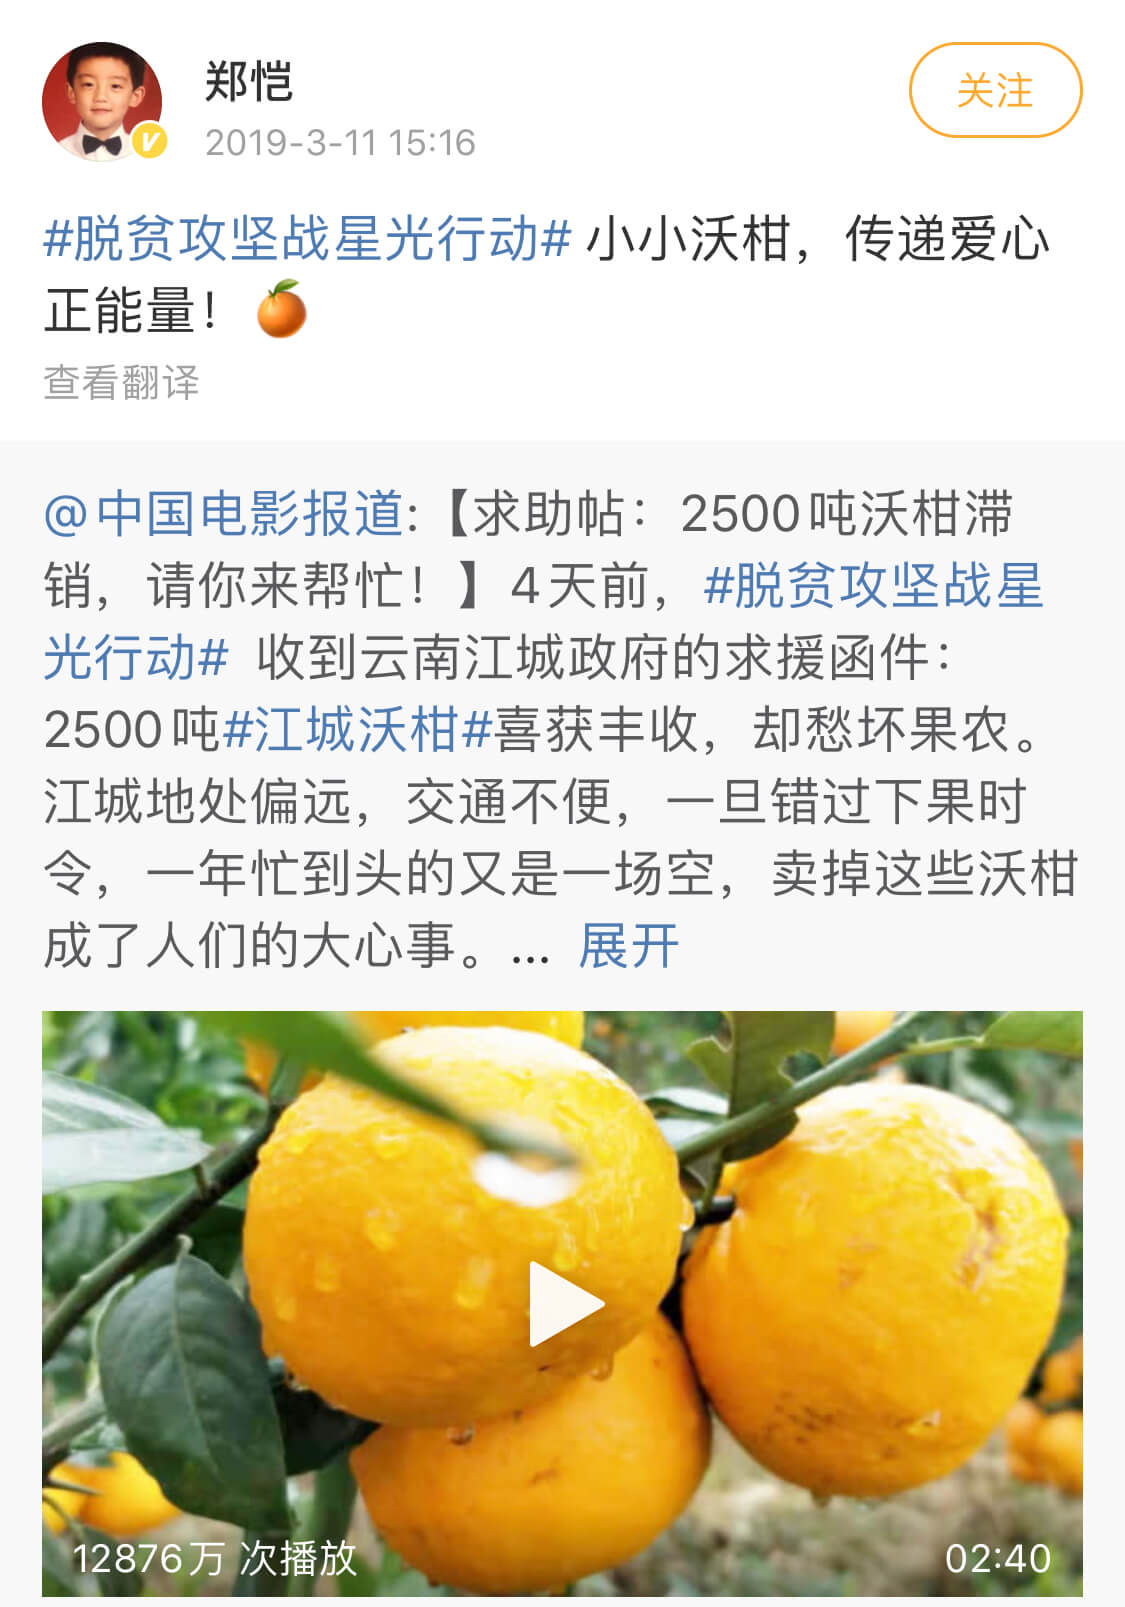 郑恺
关注
2019-3-11 15:16
#脱贫攻坚战星光行动# 小小沃柑，传递爱心
正能量！🍊
查看翻译
@中国电影报道:【求助帖：2500吨沃柑滞
销，请你来帮忙！】4天前，#脱贫攻坚战星
光行动# 收到云南江城政府的求援函件：
2500吨#江城沃柑#喜获丰收，却愁坏果农。
江城地处偏远，交通不便，一旦错过下果时
令，一年忙到头的又是一场空，卖掉这些沃柑
成了人们的大心事。... 展开
12876万 次播放
02:40